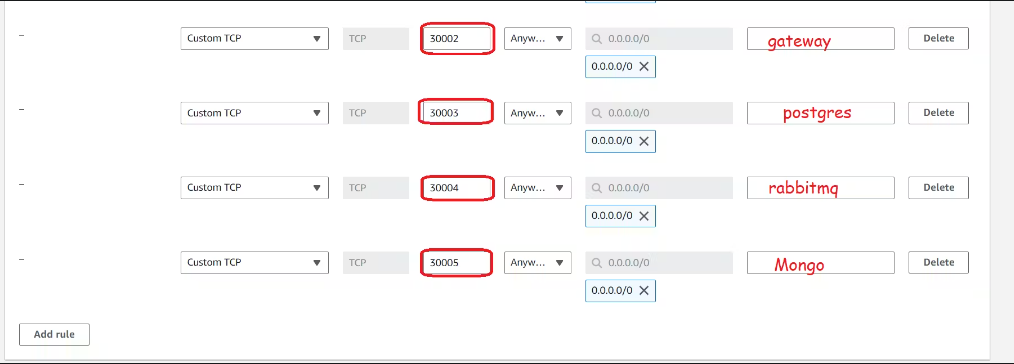 Custom TCP TCP 30002 Anyw... 0.0.0.0/0 gateway Delete
0.0.0.0/0
Custom TCP TCP 30003 Anyw... 0.0.0.0/0 postgres Delete
0.0.0.0/0
Custom TCP TCP 30004 Anyw... 0.0.0.0/0 rabbitmq Delete
0.0.0.0/0
Custom TCP TCP 30005 Anyw... 0.0.0.0/0 Mongo Delete
0.0.0.0/0
Add rule